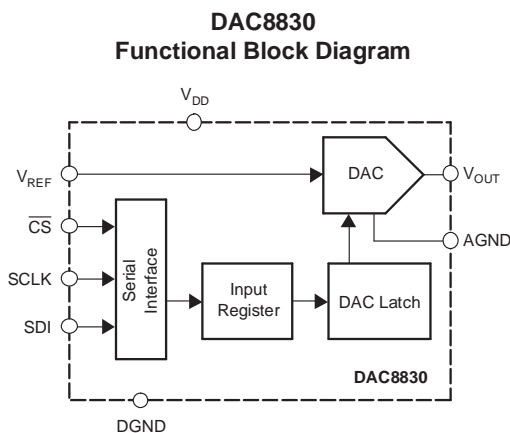 DAC8830
Functional Block Diagram
VDD
VREF
DAC
VOUT
CS
AGND
SCLK
Serial
Interface
Input
Register
DAC Latch
SDI
DAC8830
DGND